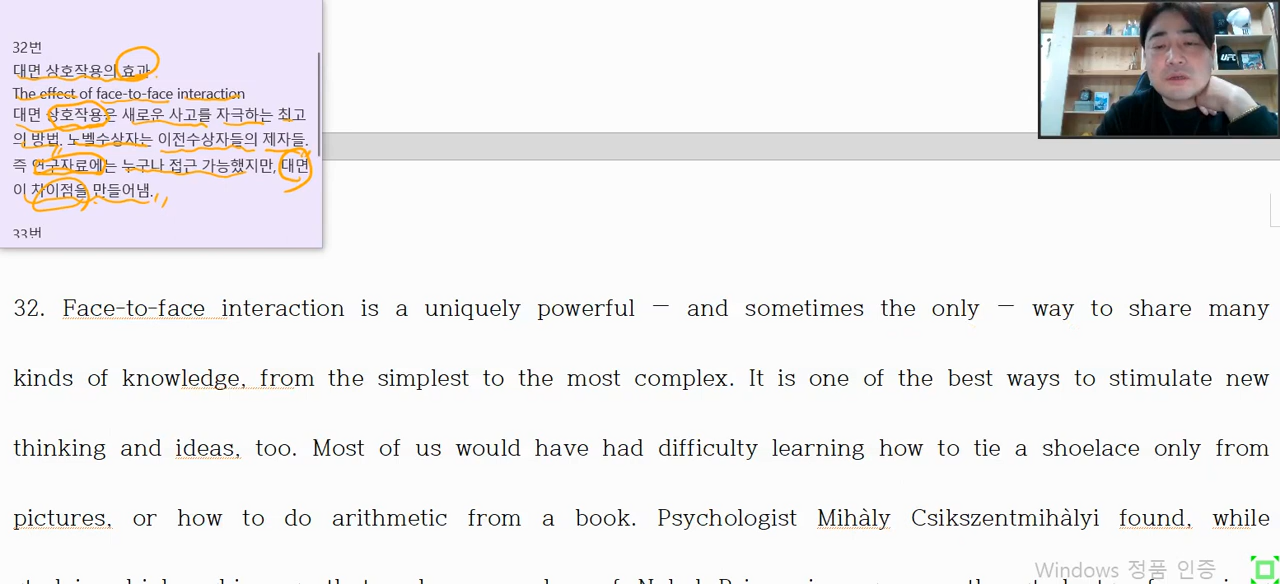 32번
대면 상호작용의 효과
The effect of face-to-face interaction
대면 상호작용은 새로운 사고를 자극하는 최고
의 방법. 노벨수상자는 이전수상자들의 제자들.
즉 연구자료에는 누구나 접근 가능했지만, 대면
이 차이점을 만들어냄.
33번
UFC
32. Face-to-face interaction is a uniquely powerful — and sometimes the only — way to share many
kinds of knowledge, from the simplest to the most complex. It is one of the best ways to stimulate new
thinking and ideas, too. Most of us would have had difficulty learning how to tie a shoelace only from
pictures, or how to do arithmetic from a book. Psychologist Mihàly Csikszentmihàlyi found, while
Windows 정품 인증